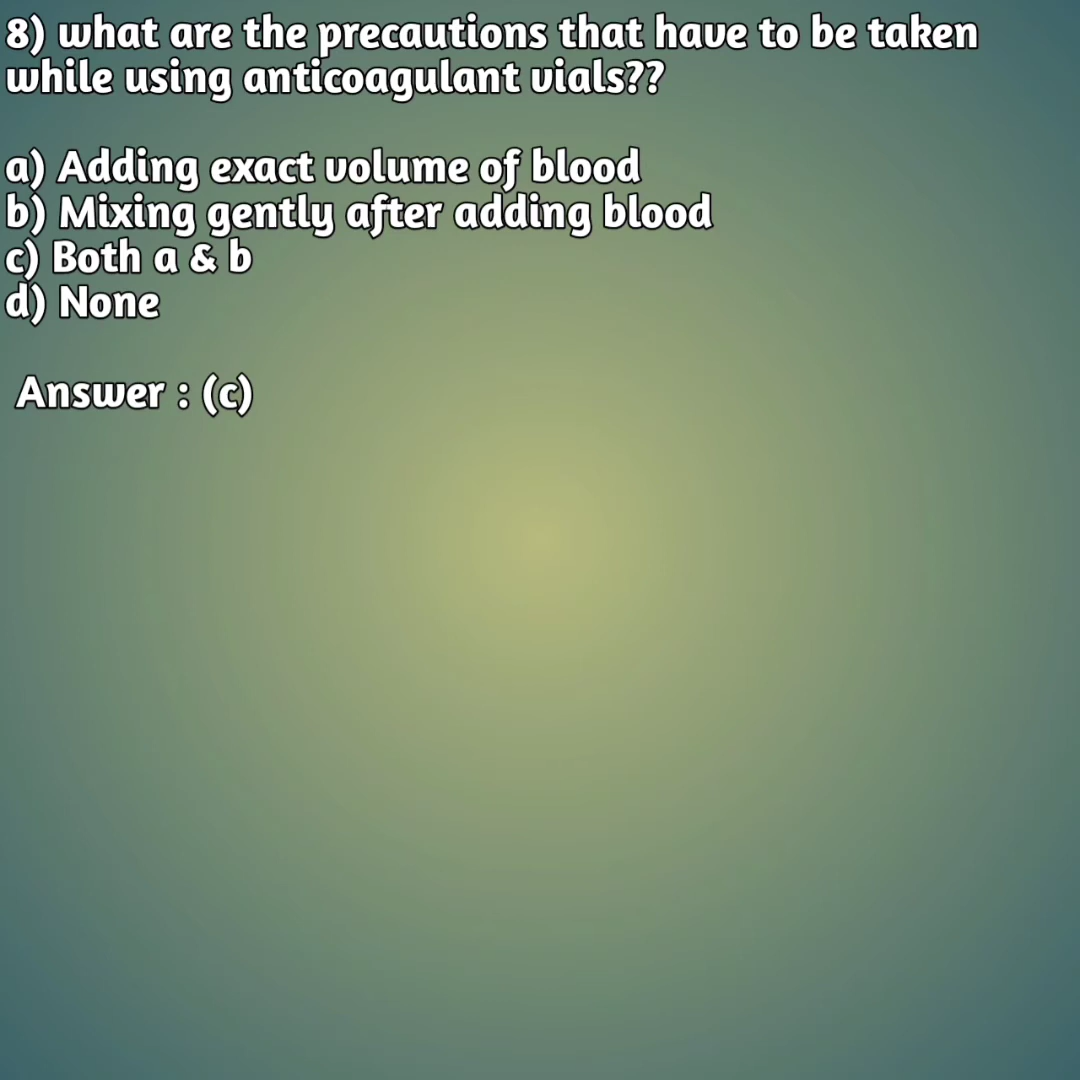 8) what are the precautions that have to be taken
while using anticoagulant vials??
a) Adding exact volume of blood
b) Mixing gently after adding blood
c) Both a & b
d) None
Answer : (c)